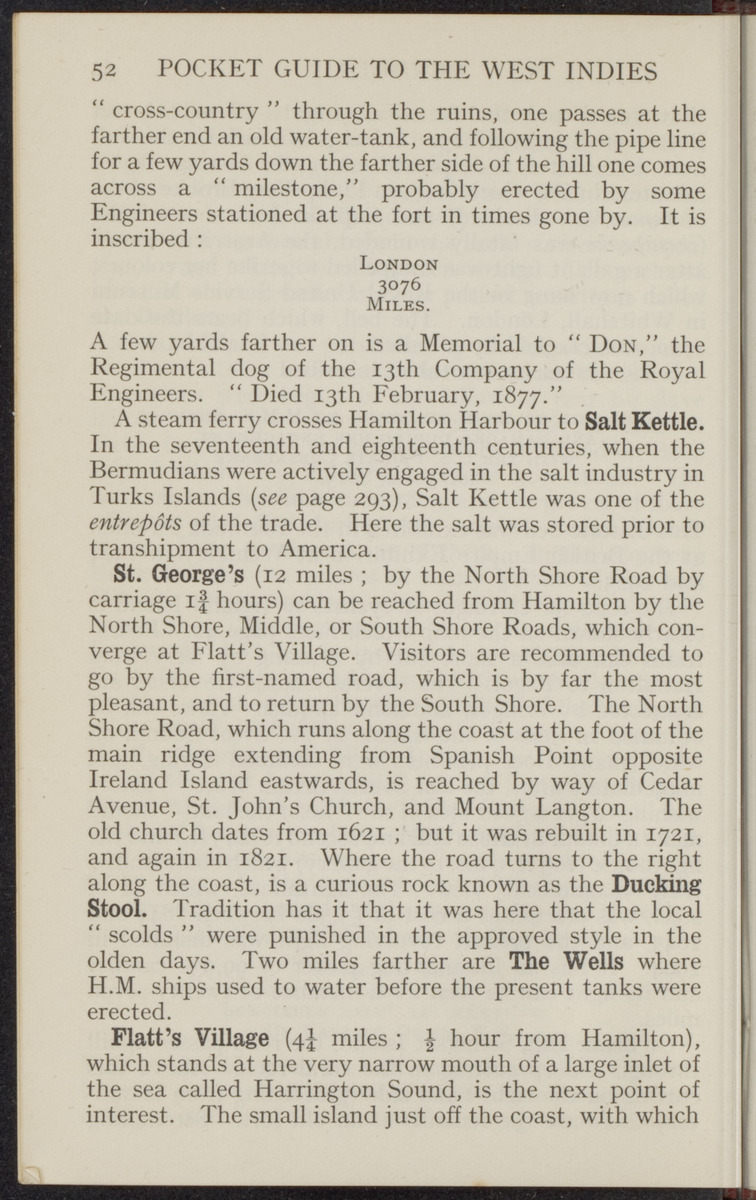 52 POCKET GUIDE TO THE WEST INDIES
“ cross-country ” through the ruins, one passes at the
farther end an old water-tank, and following the pipe line
for a few yards down the farther side of the hill one comes
across a “ milestone,” probably erected by some
Engineers stationed at the fort in times gone by. It is
inscribed :
LONDON
3076
MILES.
A few yards farther on is a Memorial to “ DON,” the
Regimental dog of the 13th Company of the Royal
Engineers. “ Died 13th February, 1877.”
A steam ferry crosses Hamilton Harbour to Salt Kettle.
In the seventeenth and eighteenth centuries, when the
Bermudians were actively engaged in the salt industry in
Turks Islands (see page 293), Salt Kettle was one of the
entrepôts of the trade. Here the salt was stored prior to
transhipment to America.
St. George’s (12 miles ; by the North Shore Road by
carriage 1¾ hours) can be reached from Hamilton by the
North Shore, Middle, or South Shore Roads, which con-
verge at Flatt’s Village. Visitors are recommended to
go by the first-named road, which is by far the most
pleasant, and to return by the South Shore. The North
Shore Road, which runs along the coast at the foot of the
main ridge extending from Spanish Point opposite
Ireland Island eastwards, is reached by way of Cedar
Avenue, St. John’s Church, and Mount Langton. The
old church dates from 1621 ; but it was rebuilt in 1721,
and again in 1821. Where the road turns to the right
along the coast, is a curious rock known as the Ducking
Stool. Tradition has it that it was here that the local
“ scolds ” were punished in the approved style in the
olden days. Two miles farther are The Wells where
H.M. ships used to water before the present tanks were
erected.
Flatt’s Village (4¼ miles ; ½ hour from Hamilton),
which stands at the very narrow mouth of a large inlet of
the sea called Harrington Sound, is the next point of
interest. The small island just off the coast, with which